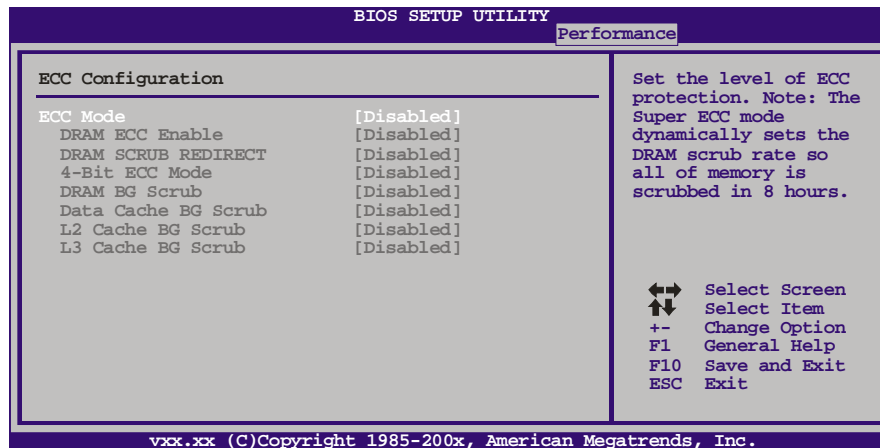 BIOS SETUP UTILITY
Performance
ECC Configuration
ECC Mode [Disabled]
DRAM ECC Enable [Disabled]
DRAM SCRUB REDIRECT [Disabled]
4-Bit ECC Mode [Disabled]
DRAM BG Scrub [Disabled]
Data Cache BG Scrub [Disabled]
L2 Cache BG Scrub [Disabled]
L3 Cache BG Scrub [Disabled]
Set the level of ECC
protection. Note: The
Super ECC mode
dynamically sets the
DRAM scrub rate so
all of memory is
scrubbed in 8 hours.
Select Screen
Select Item
+- Change Option
F1 General Help
F10 Save and Exit
ESC Exit
vxx.xx (C)Copyright 1985-200x, American Megatrends, Inc.